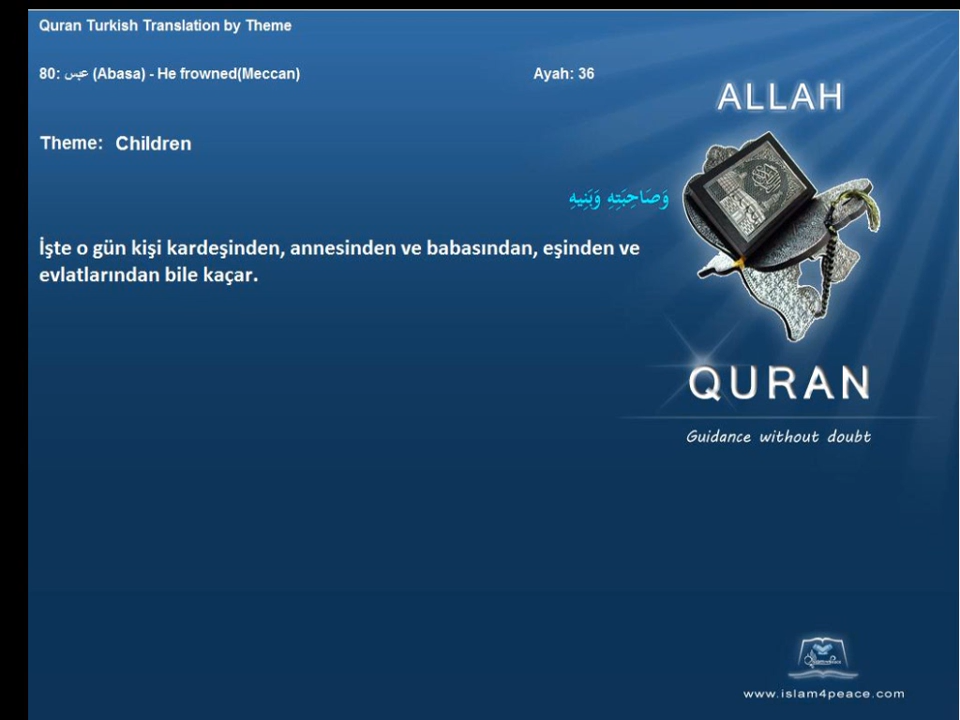 Quran Turkish Translation by Theme
80: عبس (Abasa) - He frowned(Meccan) Ayah: 36
ALLAH
Theme: Children
وَصَاحِبَتِهِ وَبَنِيهِ
İşte o gün kişi kardeşinden, annesinden ve babasından, eşinden ve
evlatlarından bile kaçar.
QURAN
Guidance without doubt
www.islam4peace.com